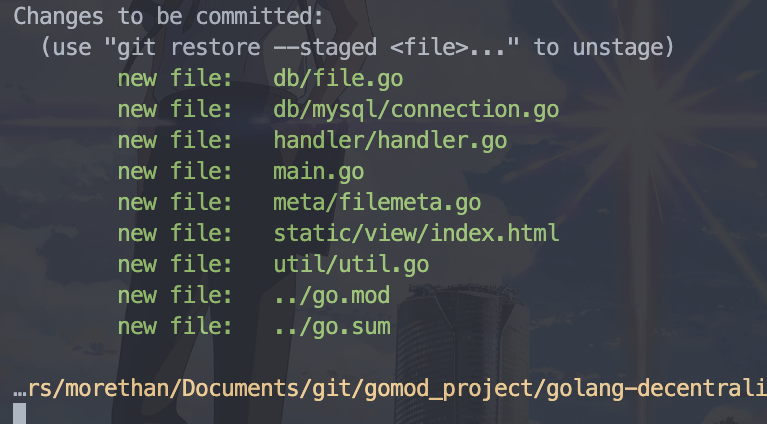 Changes to be committed:
  (use "git restore --staged <file>..." to unstage)
        new file:   db/file.go
        new file:   db/mysql/connection.go
        new file:   handler/handler.go
        new file:   main.go
        new file:   meta/filemeta.go
        new file:   static/view/index.html
        new file:   util/util.go
        new file:   ../go.mod
        new file:   ../go.sum
…rs/morethan/Documents/git/gomod_project/golang-decentrali